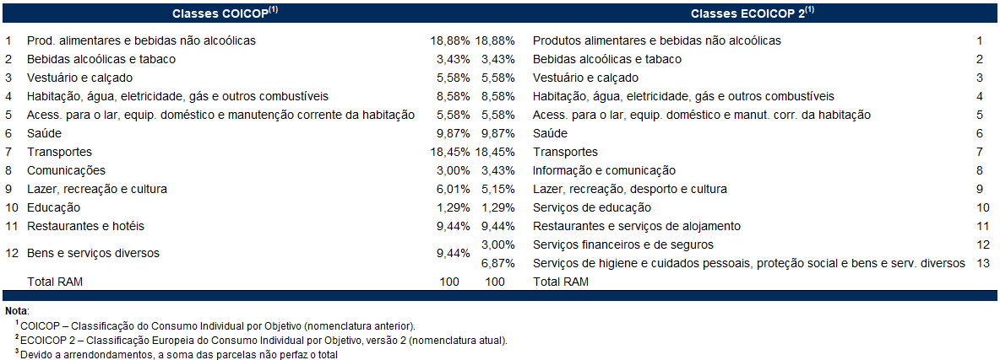 Classes COICOP(1) Classes ECOICOP 2(1)
1 Prod. alimentares e bebidas não alcoólicas 18,88% 18,88% Produtos alimentares e bebidas não alcoólicas 1
2 Bebidas alcoólicas e tabaco 3,43% 3,43% Bebidas alcoólicas e tabaco 2
3 Vestuário e calçado 5,58% 5,58% Vestuário e calçado 3
4 Habitação, água, eletricidade, gás e outros combustíveis 8,58% 8,58% Habitação, água, eletricidade, gás e outros combustíveis 4
5 Acess. para o lar, equip. doméstico e manutenção corrente da habitação 5,58% 5,58% Acess. para o lar, equip. doméstico e manut. corr. da habitação 5
6 Saúde 9,87% 9,87% Saúde 6
7 Transportes 18,45% 18,45% Transportes 7
8 Comunicações 3,00% 3,43% Informação e comunicação 8
9 Lazer, recreação e cultura 6,01% 5,15% Lazer, recreação, desporto e cultura 9
10 Educação 1,29% 1,29% Serviços de educação 10
11 Restaurantes e hotéis 9,44% 9,44% Restaurantes e serviços de alojamento 11
3,00% Serviços financeiros e de seguros 12
12 Bens e serviços diversos 9,44%
6,87% Serviços de higiene e cuidados pessoais, proteção social e bens e serv. diversos 13
Total RAM 100 100 Total RAM
Nota:
1 COICOP – Classificação do Consumo Individual por Objetivo (nomenclatura anterior).
2 ECOICOP 2 – Classificação Europeia do Consumo Individual por Objetivo, versão 2 (nomenclatura atual).
3 Devido a arrendondamentos, a soma das parcelas não perfaz o total